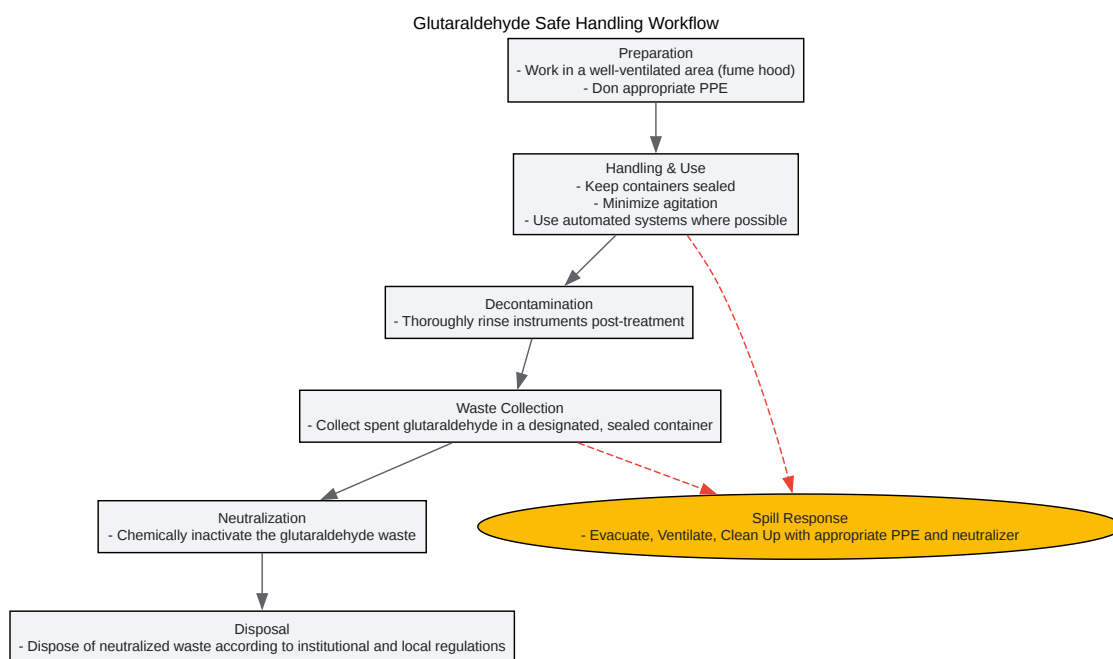 Glutaraldehyde Safe Handling Workflow
Preparation
- Work in a well-ventilated area (fume hood)
- Don appropriate PPE
Handling & Use
- Keep containers sealed
- Minimize agitation
- Use automated systems where possible
Decontamination
- Thoroughly rinse instruments post-treatment
Waste Collection
- Collect spent glutaraldehyde in a designated, sealed container
Neutralization
- Chemically inactivate the glutaraldehyde waste
Spill Response
- Evacuate, Ventilate, Clean Up with appropriate PPE and neutralizer
Disposal
- Dispose of neutralized waste according to institutional and local regulations